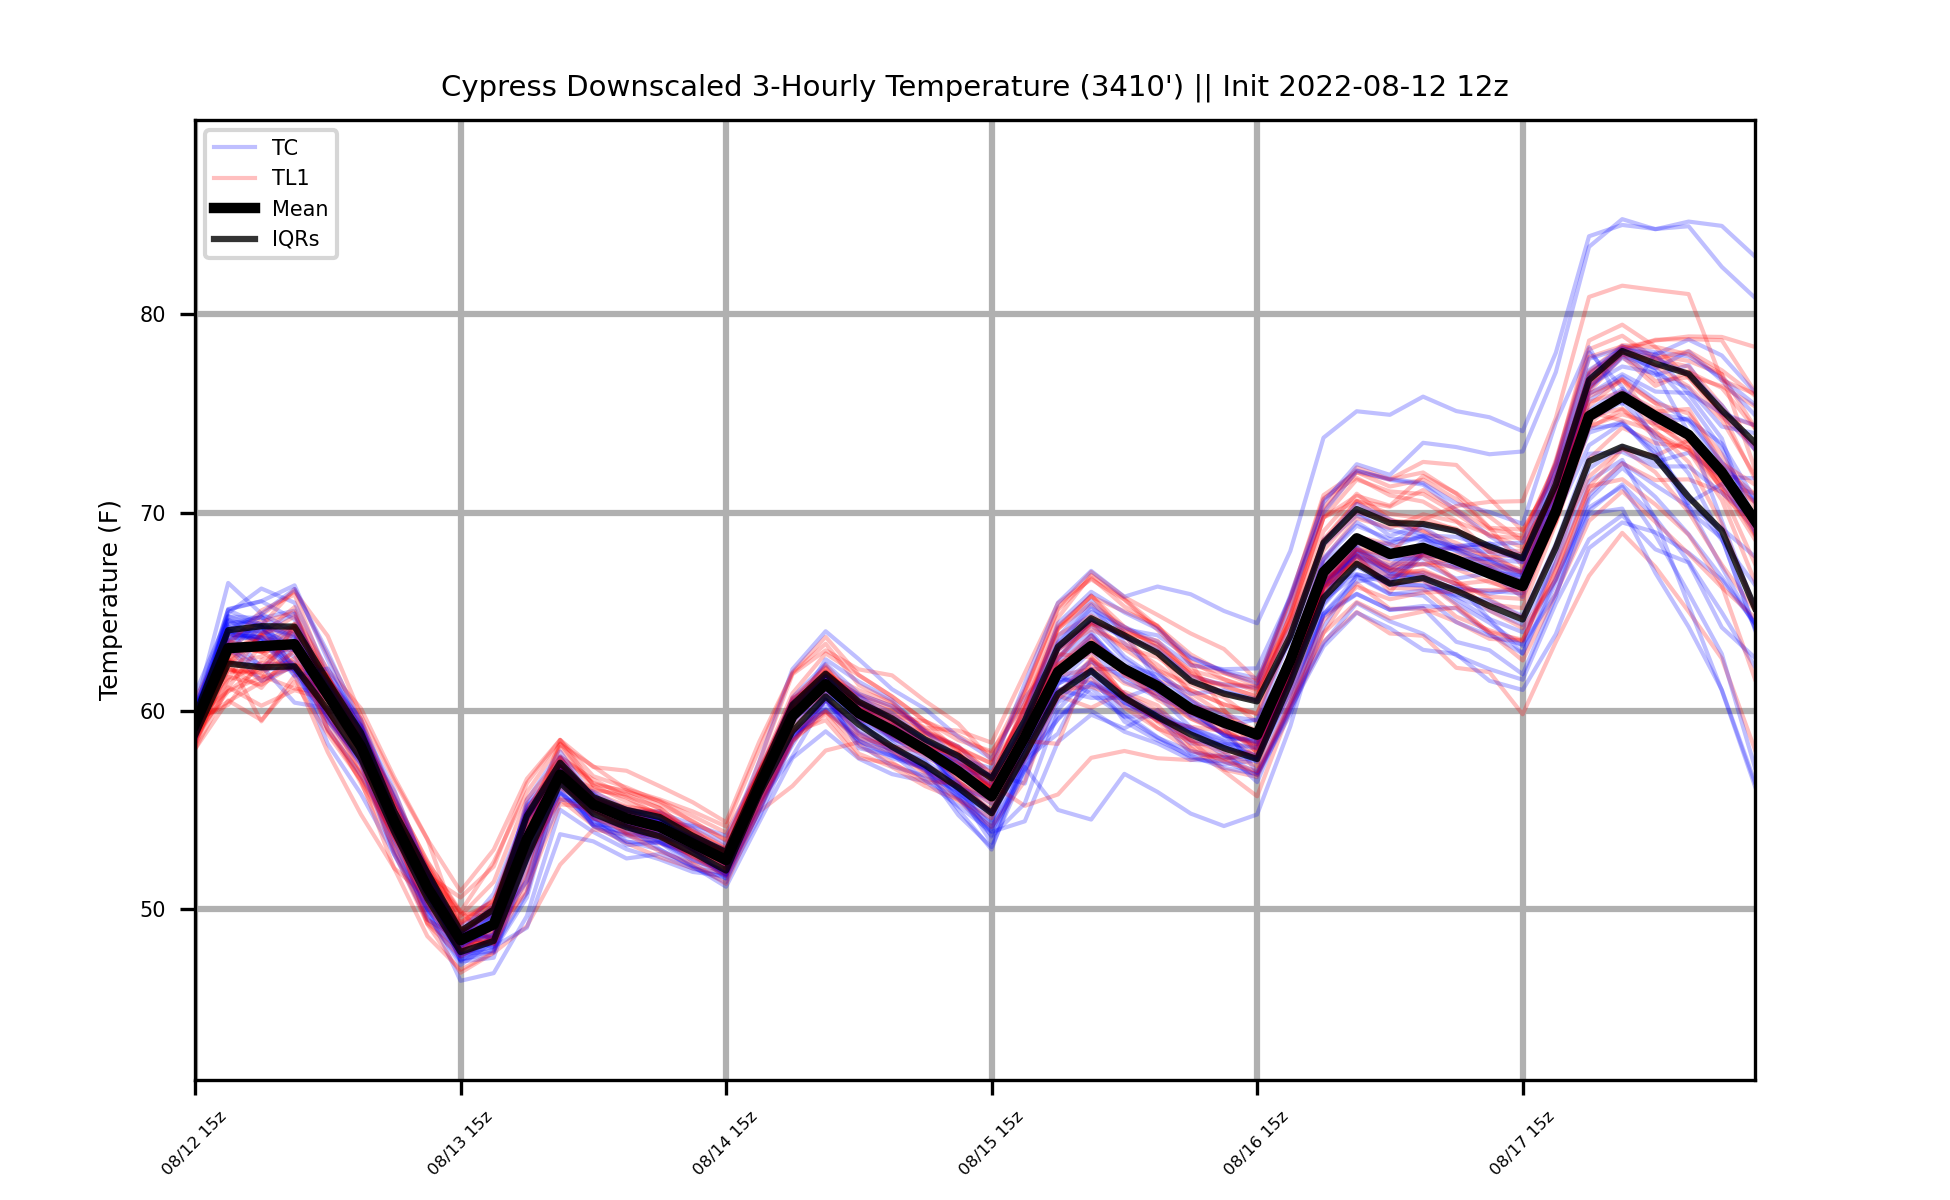 Cypress Downscaled 3-Hourly Temperature (3410') || Init 2022-08-12 12z
TC
TL1
Mean
IQRs
Temperature (F)
80
70
60
50
08/12 15z
08/13 15z
08/14 15z
08/15 15z
08/16 15z
08/17 15z